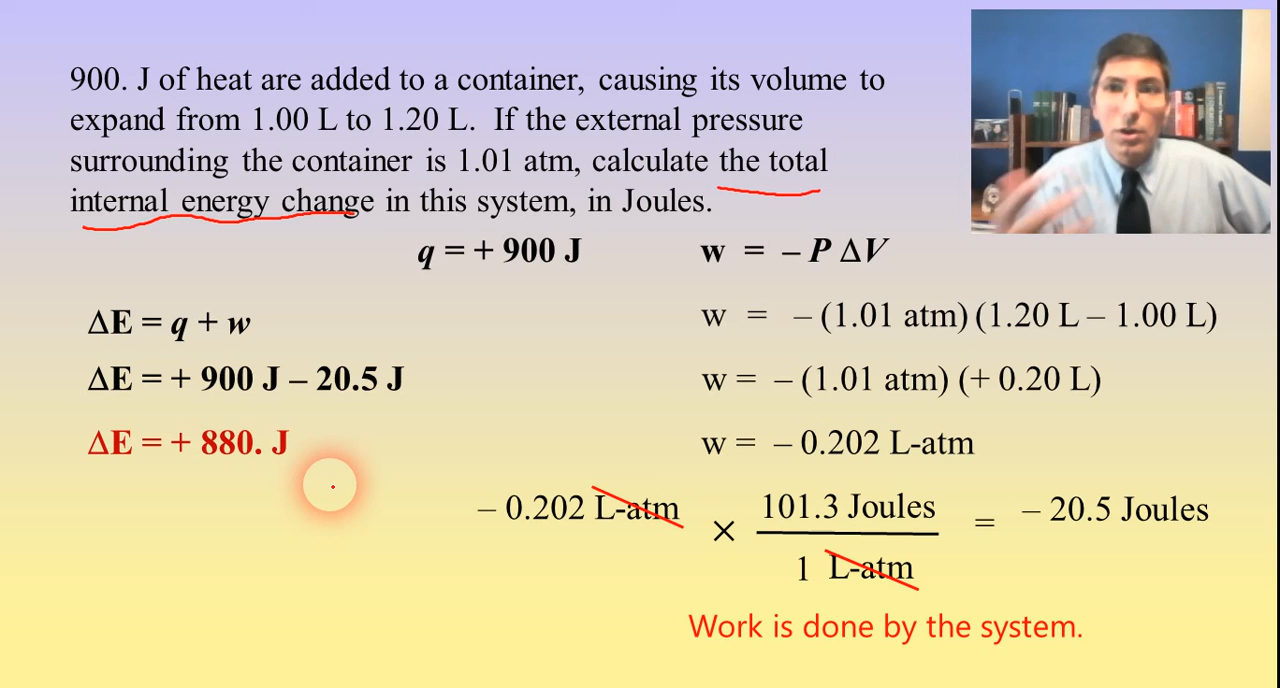 900. J of heat are added to a container, causing its volume to
expand from 1.00 L to 1.20 L. If the external pressure
surrounding the container is 1.01 atm, calculate the total
internal energy change in this system, in Joules.
q = + 900 J
w = – P ΔV
ΔE = q + w
w = – (1.01 atm) (1.20 L – 1.00 L)
ΔE = + 900 J – 20.5 J
w = – (1.01 atm) (+ 0.20 L)
ΔE = + 880. J
w = – 0.202 L-atm
– 0.202 L-atm × 101.3 Joules = – 20.5 Joules
1 L-atm
Work is done by the system.